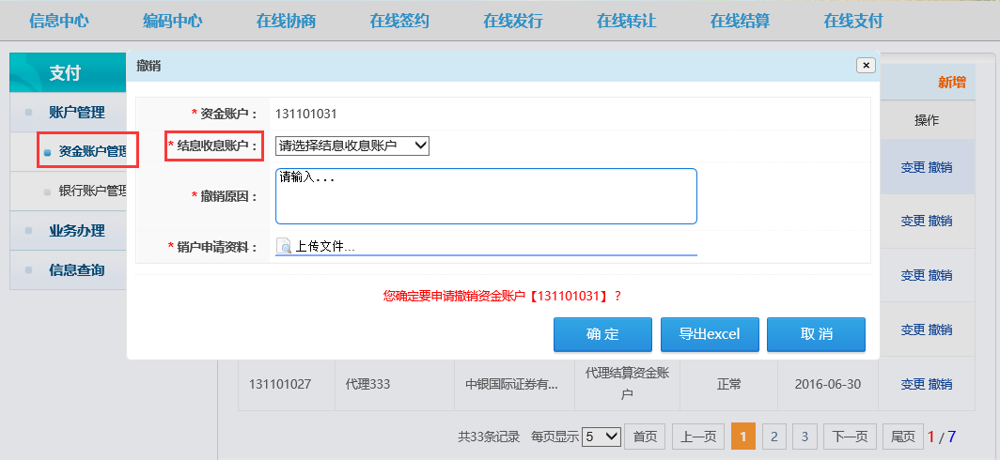 信息中心 编码中心 在线协商 在线签约 在线发行 在线转让 在线结算 在线支付
支付
账户管理
资金账户管理
银行账户管理
业务办理
信息查询
撤销 ×
* 资金账户： 131101031
* 结息收息账户： 请选择结息收息账户
* 撤销原因： 请输入...
* 销户申请资料： 上传文件...
您确定要申请撤销资金账户【131101031】？
确 定 导出excel 取 消
新增
操作
变更 撤销
变更 撤销
变更 撤销
变更 撤销
131101027 代理333 中银国际证券有... 代理结算资金账户 正常 2016-06-30 变更 撤销
共33条记录 每页显示 5 首页 上一页 1 2 3 下一页 尾页 1 / 7